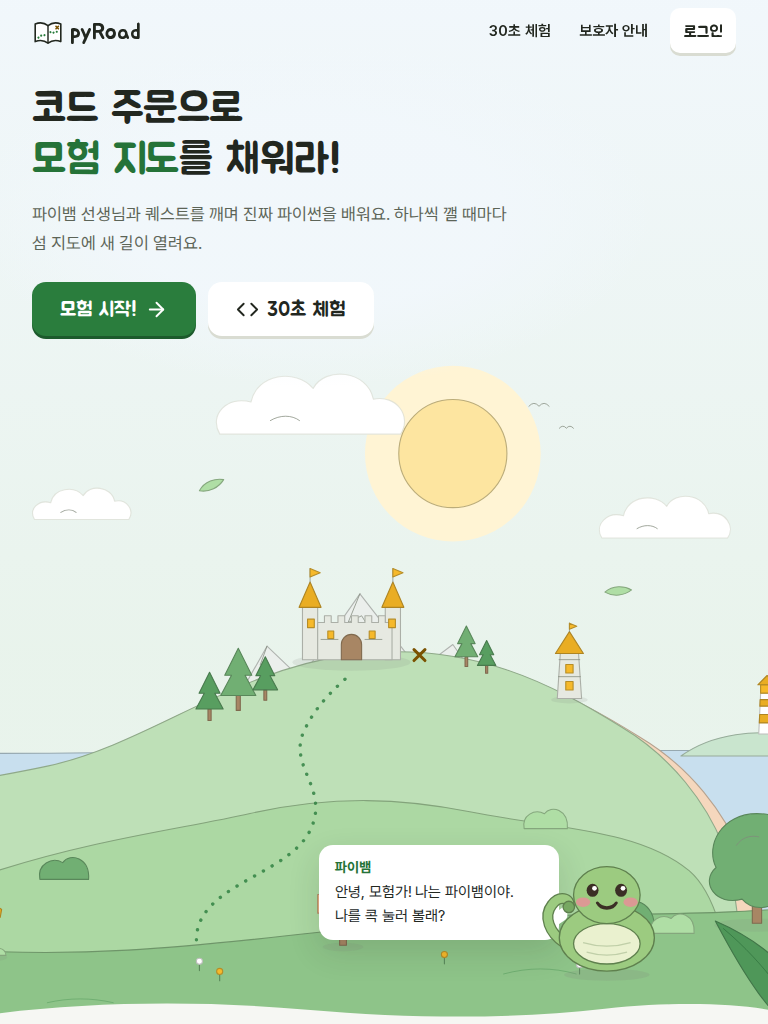 pyRoad
30초 체험
보호자 안내
로그인
코드 주문으로
모험 지도를 채워라!
파이뱀 선생님과 퀘스트를 깨며 진짜 파이썬을 배워요. 하나씩 깰 때마다
섬 지도에 새 길이 열려요.
모험 시작!
30초 체험
파이뱀
안녕, 모험가! 나는 파이뱀이야.
나를 콕 눌러 볼래?